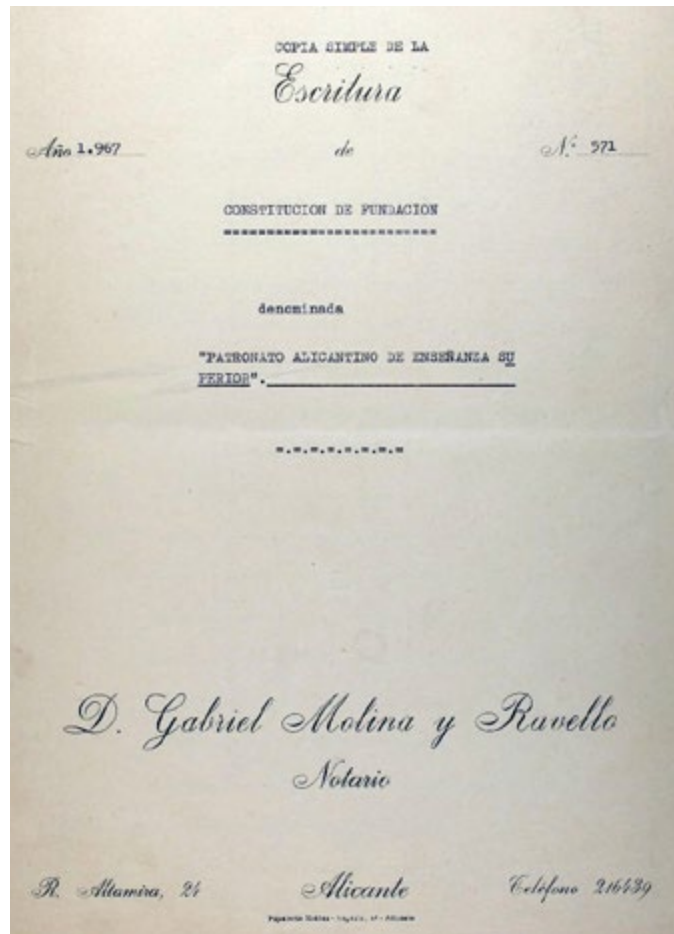 COPIA SIMPLE DE LA
Escritura
Año 1.967 de N.º 571
CONSTITUCION DE FUNDACION
denominada
"PATRONATO ALICANTINO DE ENSEÑANZA SU
PERIOR".
D. Gabriel Molina y Ravello
Notario
R. Altamira, 24 Alicante Teléfono 216439
Alicante